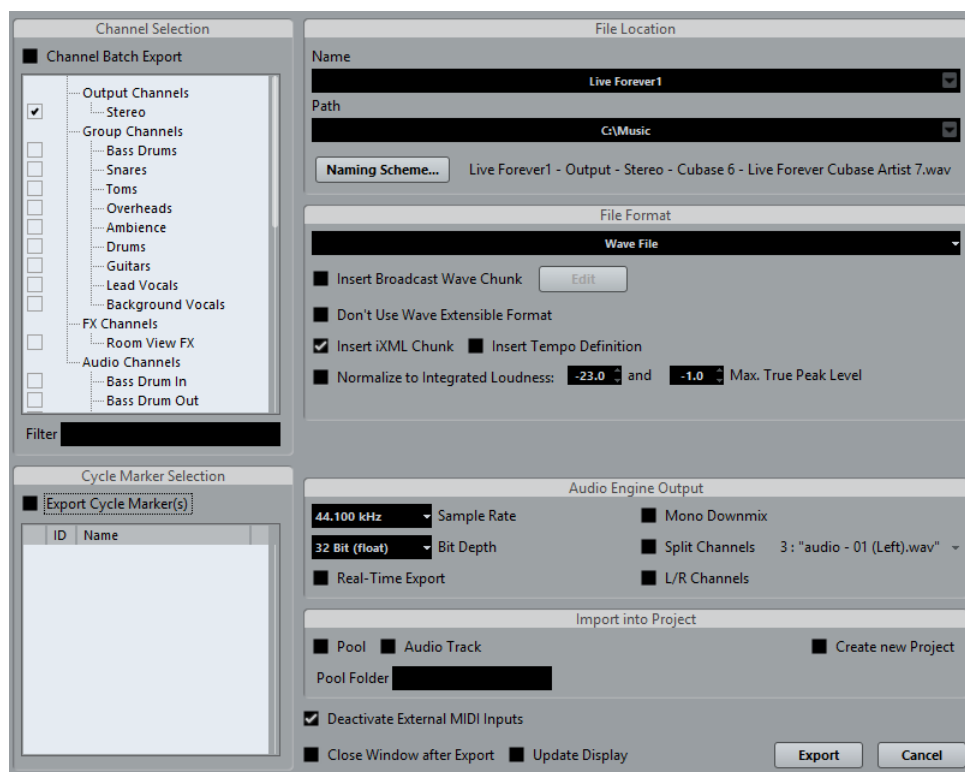 Channel Selection
Channel Batch Export
Output Channels
Stereo
Group Channels
Bass Drums
Snares
Toms
Overheads
Ambience
Drums
Guitars
Lead Vocals
Background Vocals
FX Channels
Room View FX
Audio Channels
Bass Drum In
Bass Drum Out
Filter
File Location
Name
Live Forever1
Path
C:\Music
Naming Scheme... Live Forever1 - Output - Stereo - Cubase 6 - Live Forever Cubase Artist 7.wav
File Format
Wave File
Insert Broadcast Wave Chunk Edit
Don't Use Wave Extensible Format
Insert iXML Chunk Insert Tempo Definition
Normalize to Integrated Loudness: -23.0 and -1.0 Max. True Peak Level
Cycle Marker Selection
Export Cycle Marker(s)
ID Name
Audio Engine Output
44.100 kHz Sample Rate Mono Downmix
32 Bit (float) Bit Depth Split Channels 3 : "audio - 01 (Left).wav"
Real-Time Export L/R Channels
Import into Project
Pool Audio Track Create new Project
Pool Folder
Deactivate External MIDI Inputs
Close Window after Export Update Display Export Cancel